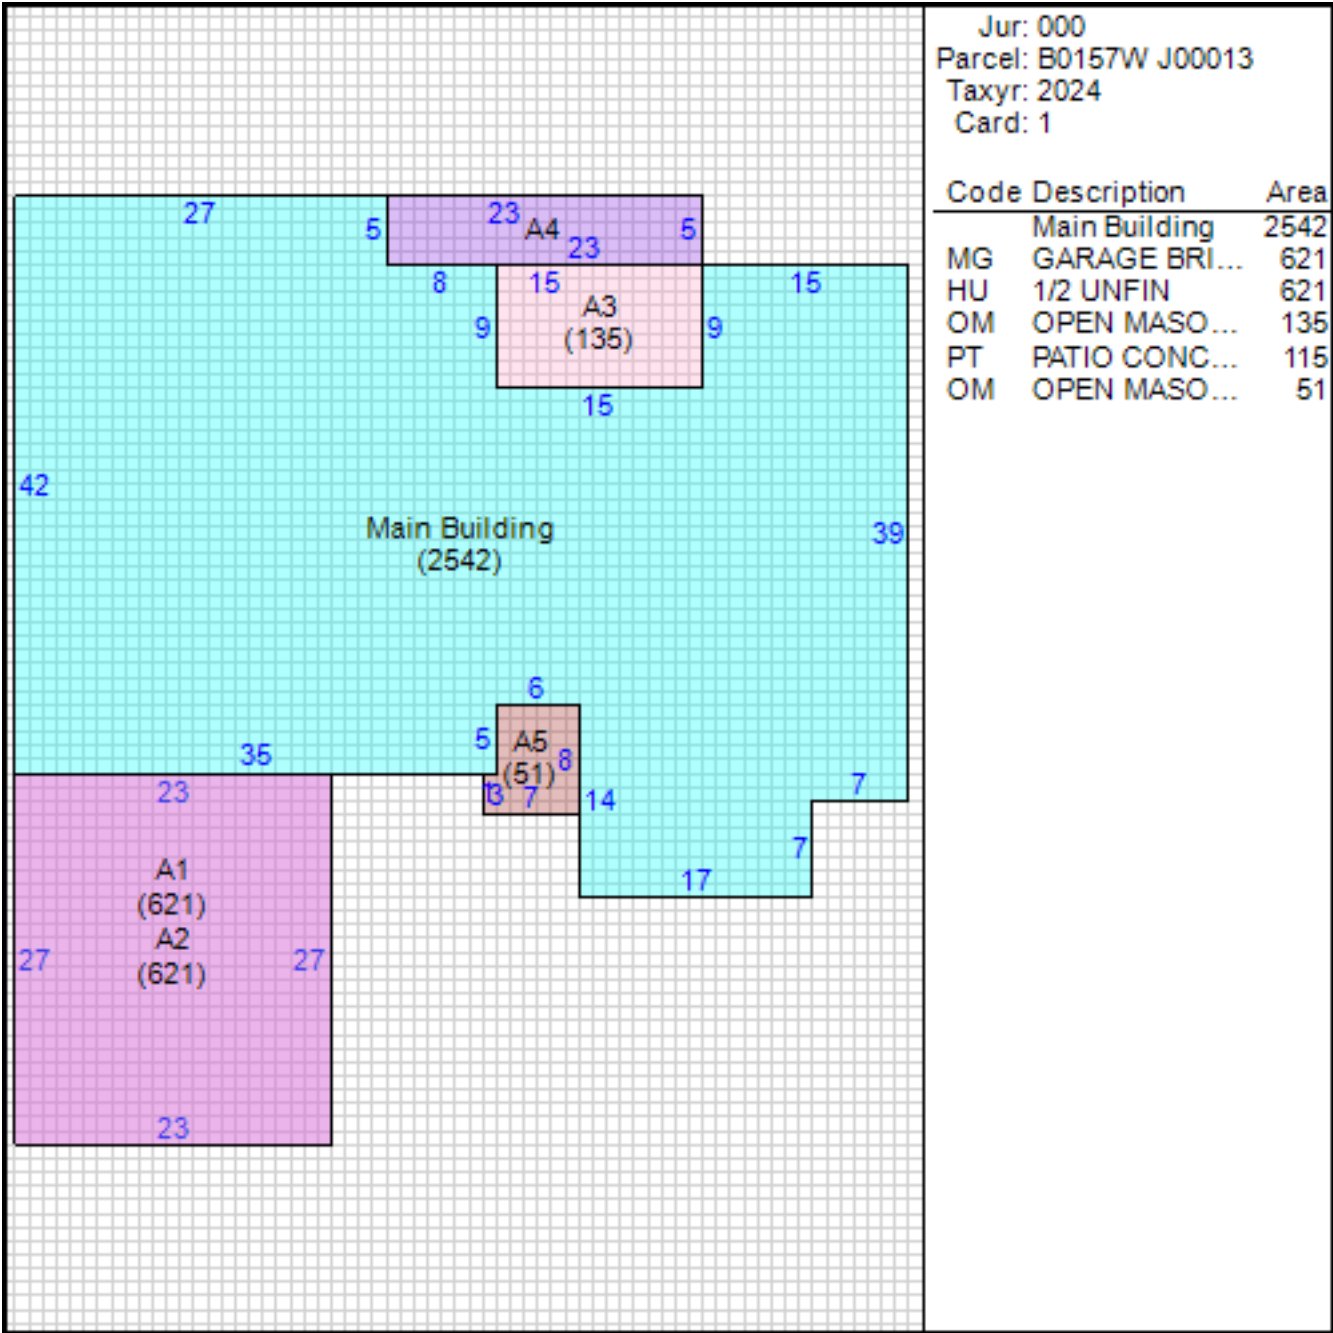 Jur: 000
Parcel: B0157W J00013
Taxyr: 2024
Card: 1
Code Description Area
Main Building 2542
MG GARAGE BRI... 621
HU 1/2 UNFIN 621
OM OPEN MASO... 135
PT PATIO CONC... 115
OM OPEN MASO... 51
27
5
23
A4
23
5
8
15
15
9
A3
(135)
9
15
42
39
Main Building
(2542)
6
35
5
A5
8
(51)
1
3
7
14
7
7
17
23
A1
(621)
A2
(621)
27
27
23